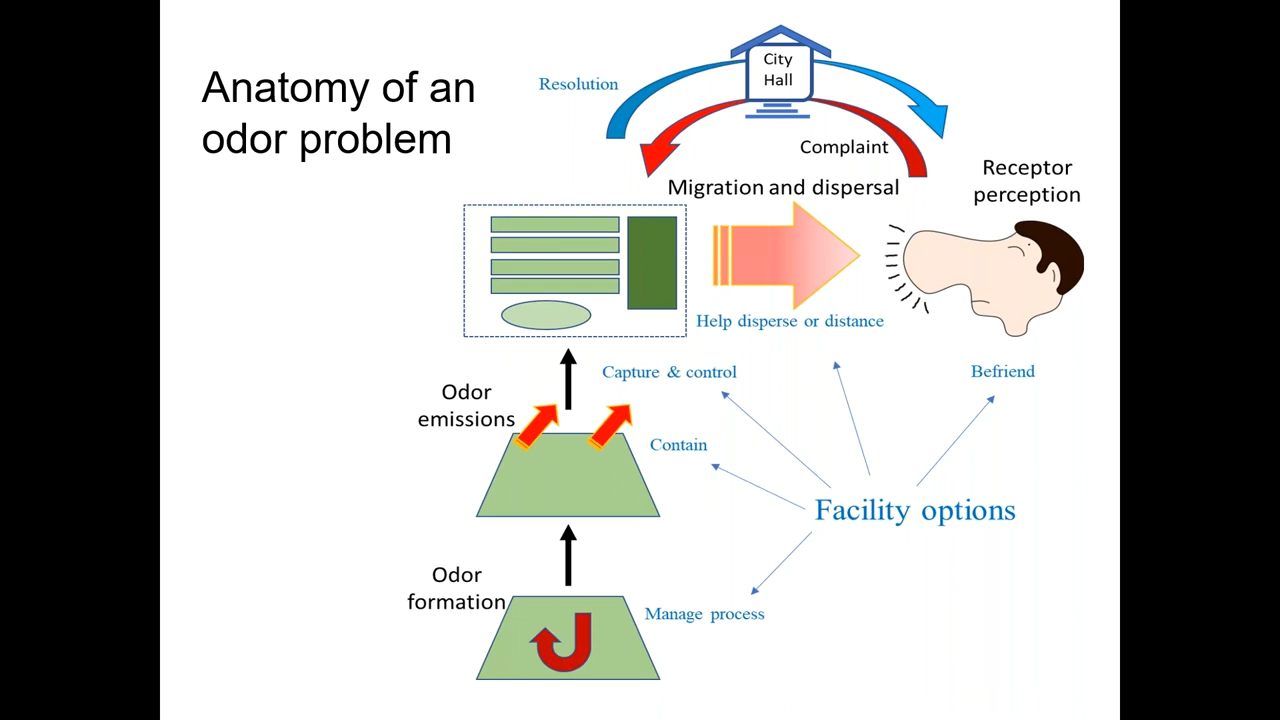 Anatomy of an
odor problem
City
Hall
Resolution
Complaint
Receptor
perception
Migration and dispersal
Help disperse or distance
Capture & control
Befriend
Odor
emissions
Contain
Facility options
Odor
formation
Manage process